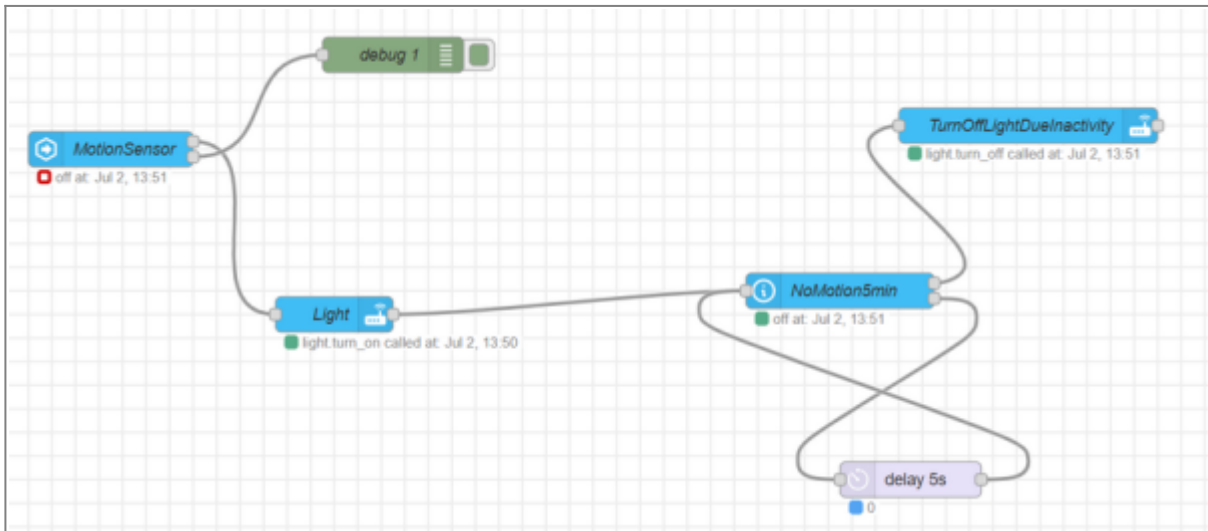 debug 1
MotionSensor
off at: Jul 2, 13:51
TurnOffLightDueInactivity
light.turn_off called at: Jul 2, 13:51
NoMotion5min
off at: Jul 2, 13:51
Light
light.turn_on called at: Jul 2, 13:50
delay 5s
0